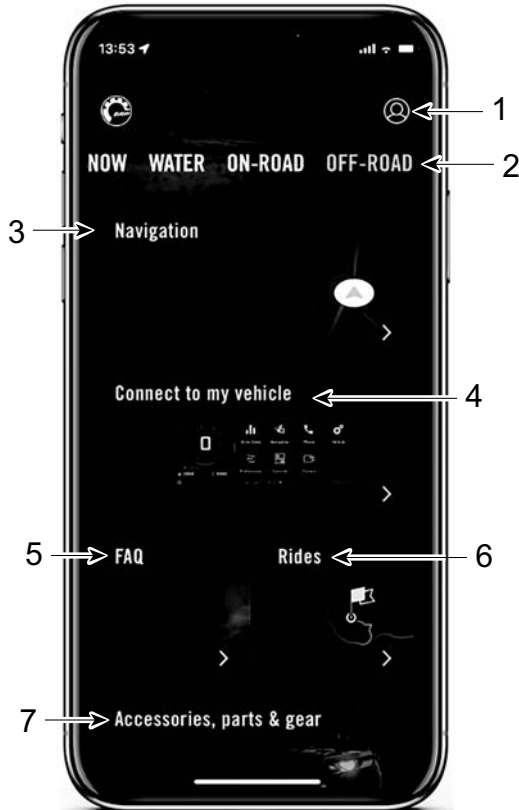 13:53
1
NOW WATER ON-ROAD OFF-ROAD
2
3
Navigation
Connect to my vehicle
4
0
5
FAQ
Rides
6
7
Accessories, parts & gear